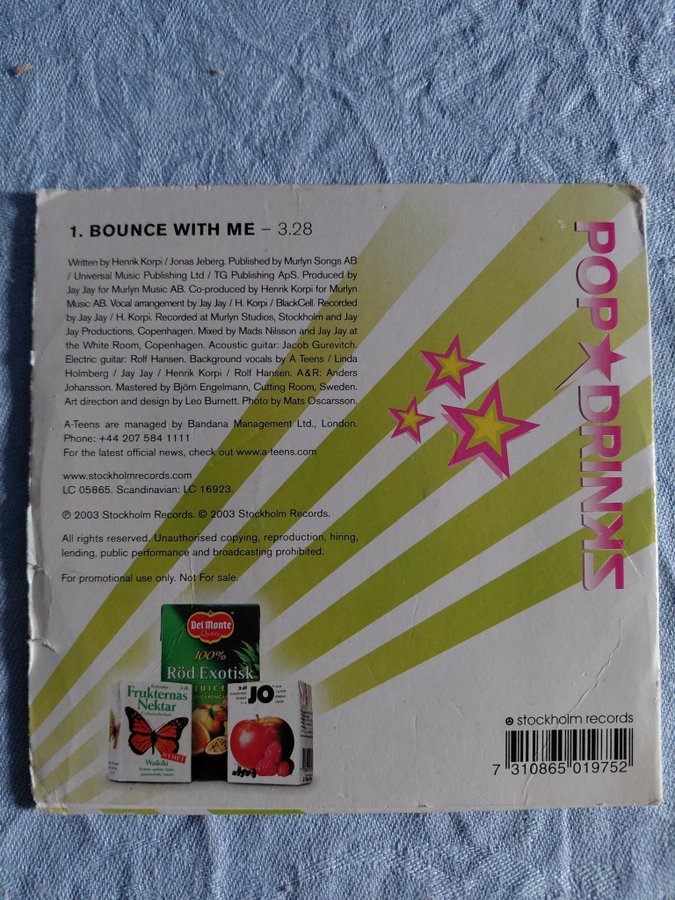 1. BOUNCE WITH ME – 3.28
Written by Henrik Korpi / Jonas Jeberg. Published by Murlyn Songs AB
/ Universal Music Publishing Ltd / TG Publishing ApS. Produced by
Jay Jay for Murlyn Music AB. Co-produced by Henrik Korpi for Murlyn
Music AB. Vocal arrangement by Jay Jay / H. Korpi / BlackCell. Recorded
by Jay Jay / H. Korpi. Recorded at Murlyn Studios, Stockholm and Jay
Jay Productions, Copenhagen. Mixed by Mads Nilsson and Jay Jay at
the White Room, Copenhagen. Acoustic guitar: Jacob Gurevitch.
Electric guitar: Rolf Hansen. Background vocals by A Teens / Linda
Holmberg / Jay Jay / Henrik Korpi / Rolf Hansen. A&R: Anders
Johansson. Mastered by Björn Engelmann, Cutting Room, Sweden.
Art direction and design by Leo Burnett. Photo by Mats Oscarsson.
A-Teens are managed by Bandana Management Ltd., London.
Phone: +44 207 584 1111
For the latest official news, check out www.a-teens.com
www.stockholmrecords.com
LC 05865. Scandinavian: LC 16923.
℗ 2003 Stockholm Records. © 2003 Stockholm Records.
All rights reserved. Unauthorised copying, reproduction, hiring,
lending, public performance and broadcasting prohibited.
For promotional use only. Not For sale.
POP★DRINKS
Del Monte
Quality
100%
Röd Exotisk
JUICE
Frukternas
Nektar
NYHET
Waikiki
2 dl
JO
stockholm records
7 310865 019752